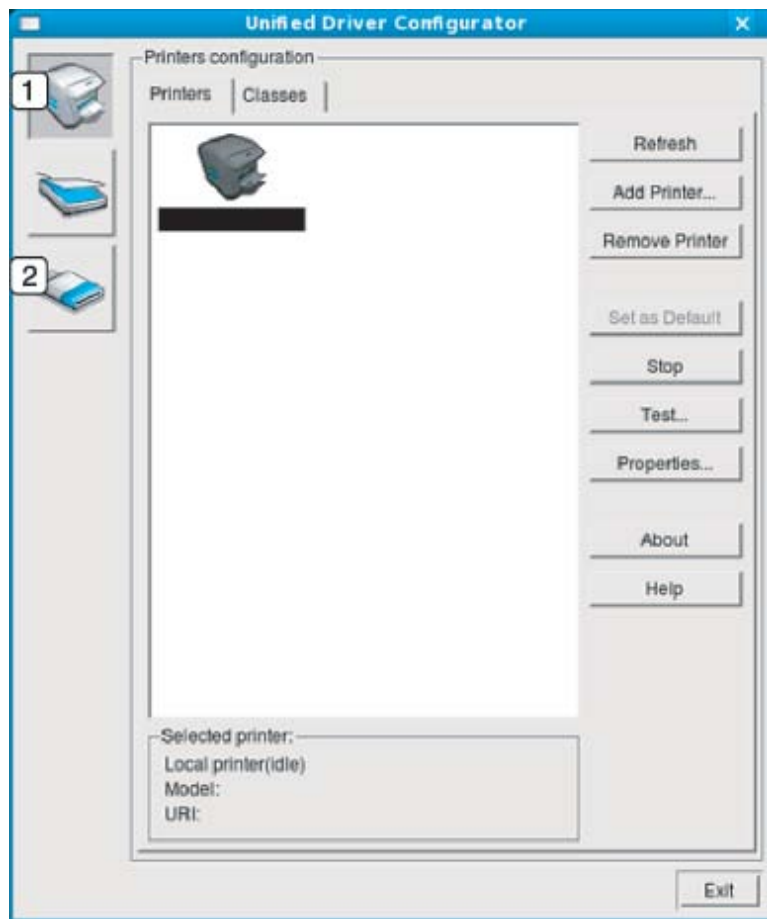 Unified Driver Configurator
Printers configuration
Printers
Classes
1
2
Refresh
Add Printer...
Remove Printer
Set as Default
Stop
Test...
Properties...
About
Help
Selected printer:
Local printer(idle)
Model:
URI:
Exit